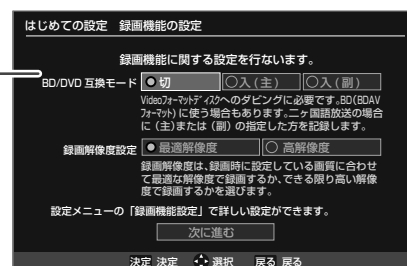 はじめての設定 録画機能の設定
録画機能に関する設定を行ないます。
BD/DVD 互換モード ●切 ○入(主) ○入(副)
Videoフォーマットディスクへのダビングに必要です。BD(BDAV
フォーマット)に使う場合もあります。二ヶ国語放送の場合
に(主)または(副)の指定した方を記録します。
録画解像度設定 ●最適解像度 ○高解像度
録画解像度は、録画時に設定している画質に合わせ
て最適な解像度で録画するか、できる限り高い解像
度で録画するかを選びます。
設定メニューの「録画機能設定」で詳しい設定ができます。
次に進む
決定 決定 選択 戻る 戻る